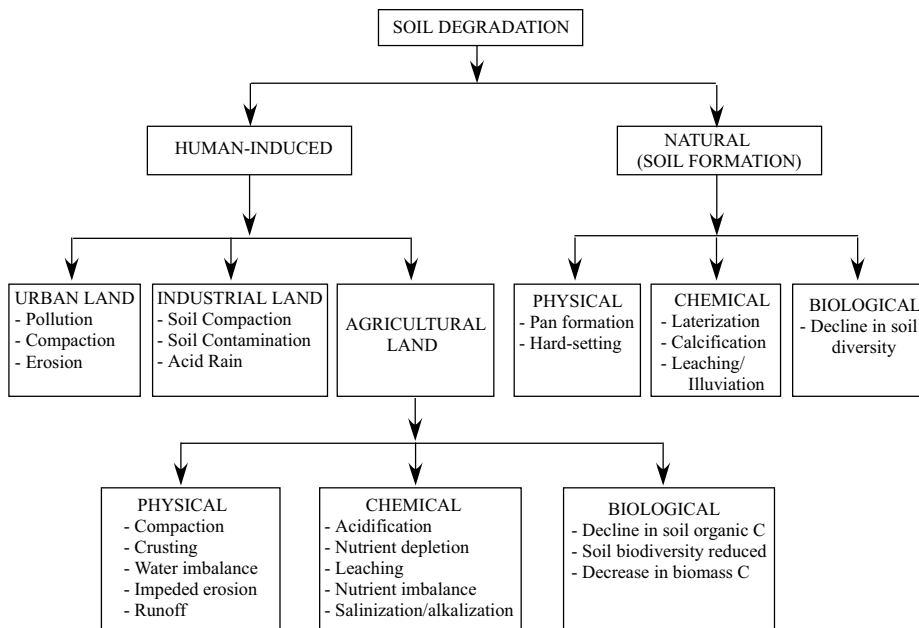 SOIL DEGRADATION
HUMAN-INDUCED
NATURAL
(SOIL FORMATION)
URBAN LAND
- Pollution
- Compaction
- Erosion
INDUSTRIAL LAND
- Soil Compaction
- Soil Contamination
- Acid Rain
AGRICULTURAL
LAND
PHYSICAL
- Pan formation
- Hard-setting
CHEMICAL
- Laterization
- Calcification
- Leaching/
Illuviation
BIOLOGICAL
- Decline in soil
diversity
PHYSICAL
- Compaction
- Crusting
- Water imbalance
- Impeded erosion
- Runoff
CHEMICAL
- Acidification
- Nutrient depletion
- Leaching
- Nutrient imbalance
- Salinization/alkalization
BIOLOGICAL
- Decline in soil organic C
- Soil biodiversity reduced
- Decrease in biomass C